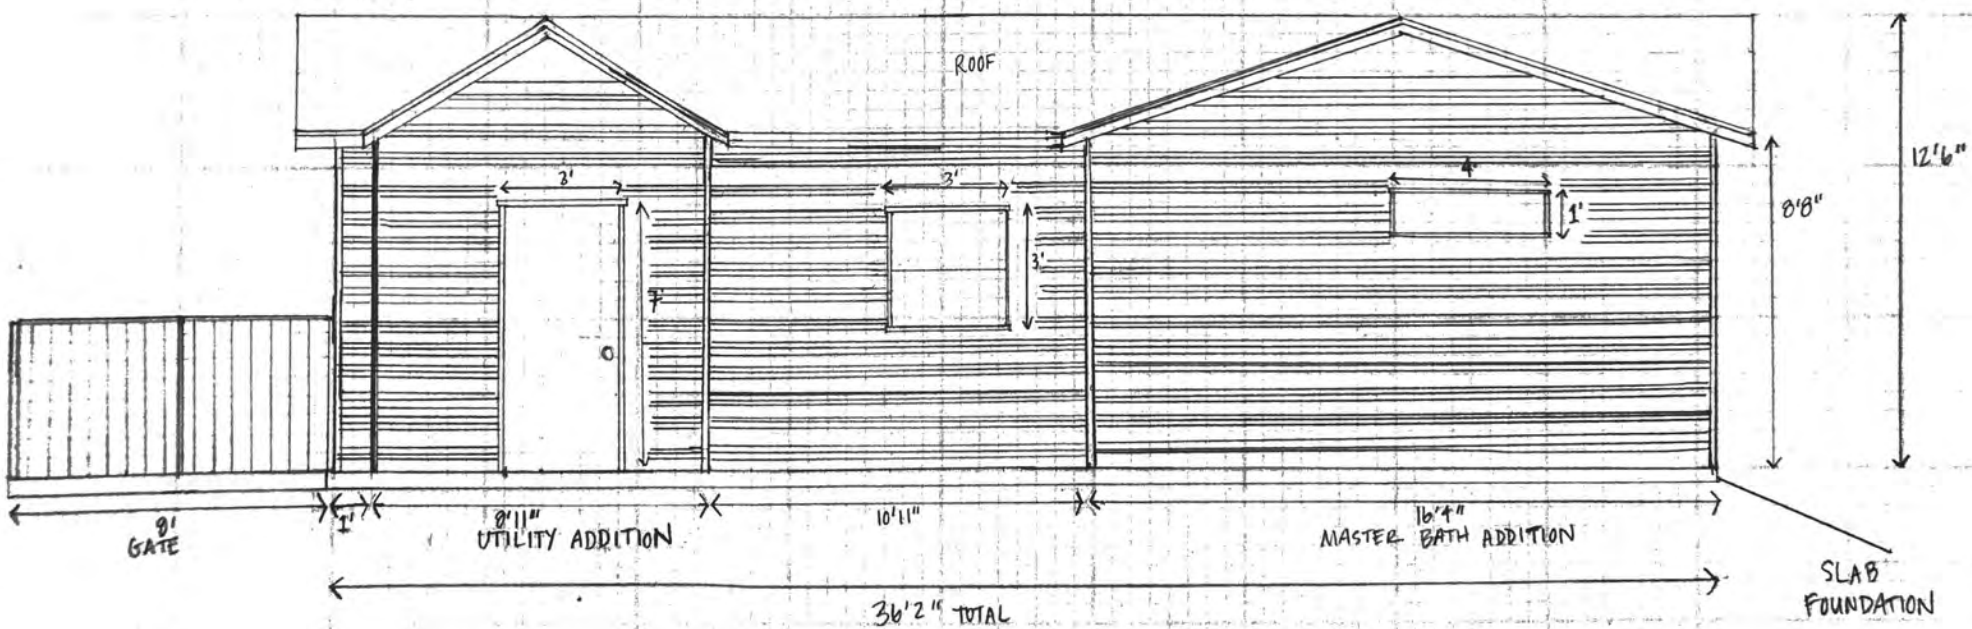 ROOF
12'6"
8'8"
3'
3'
4'
1'
7'
3'
8'
GATE
1'
8'11"
UTILITY ADDITION
10'11"
16'4"
MASTER BATH ADDITION
36'2" TOTAL
SLAB
FOUNDATION